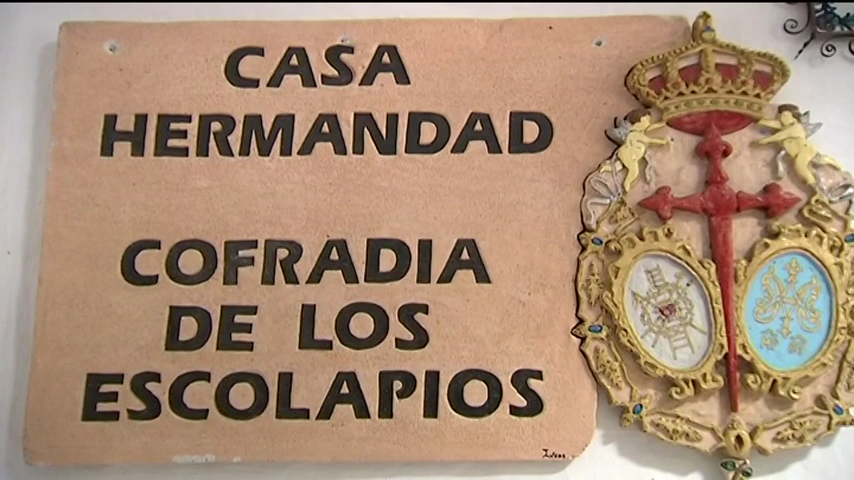 CASA
HERMANDAD
COFRADIA
DE LOS
ESCOLAPIOS